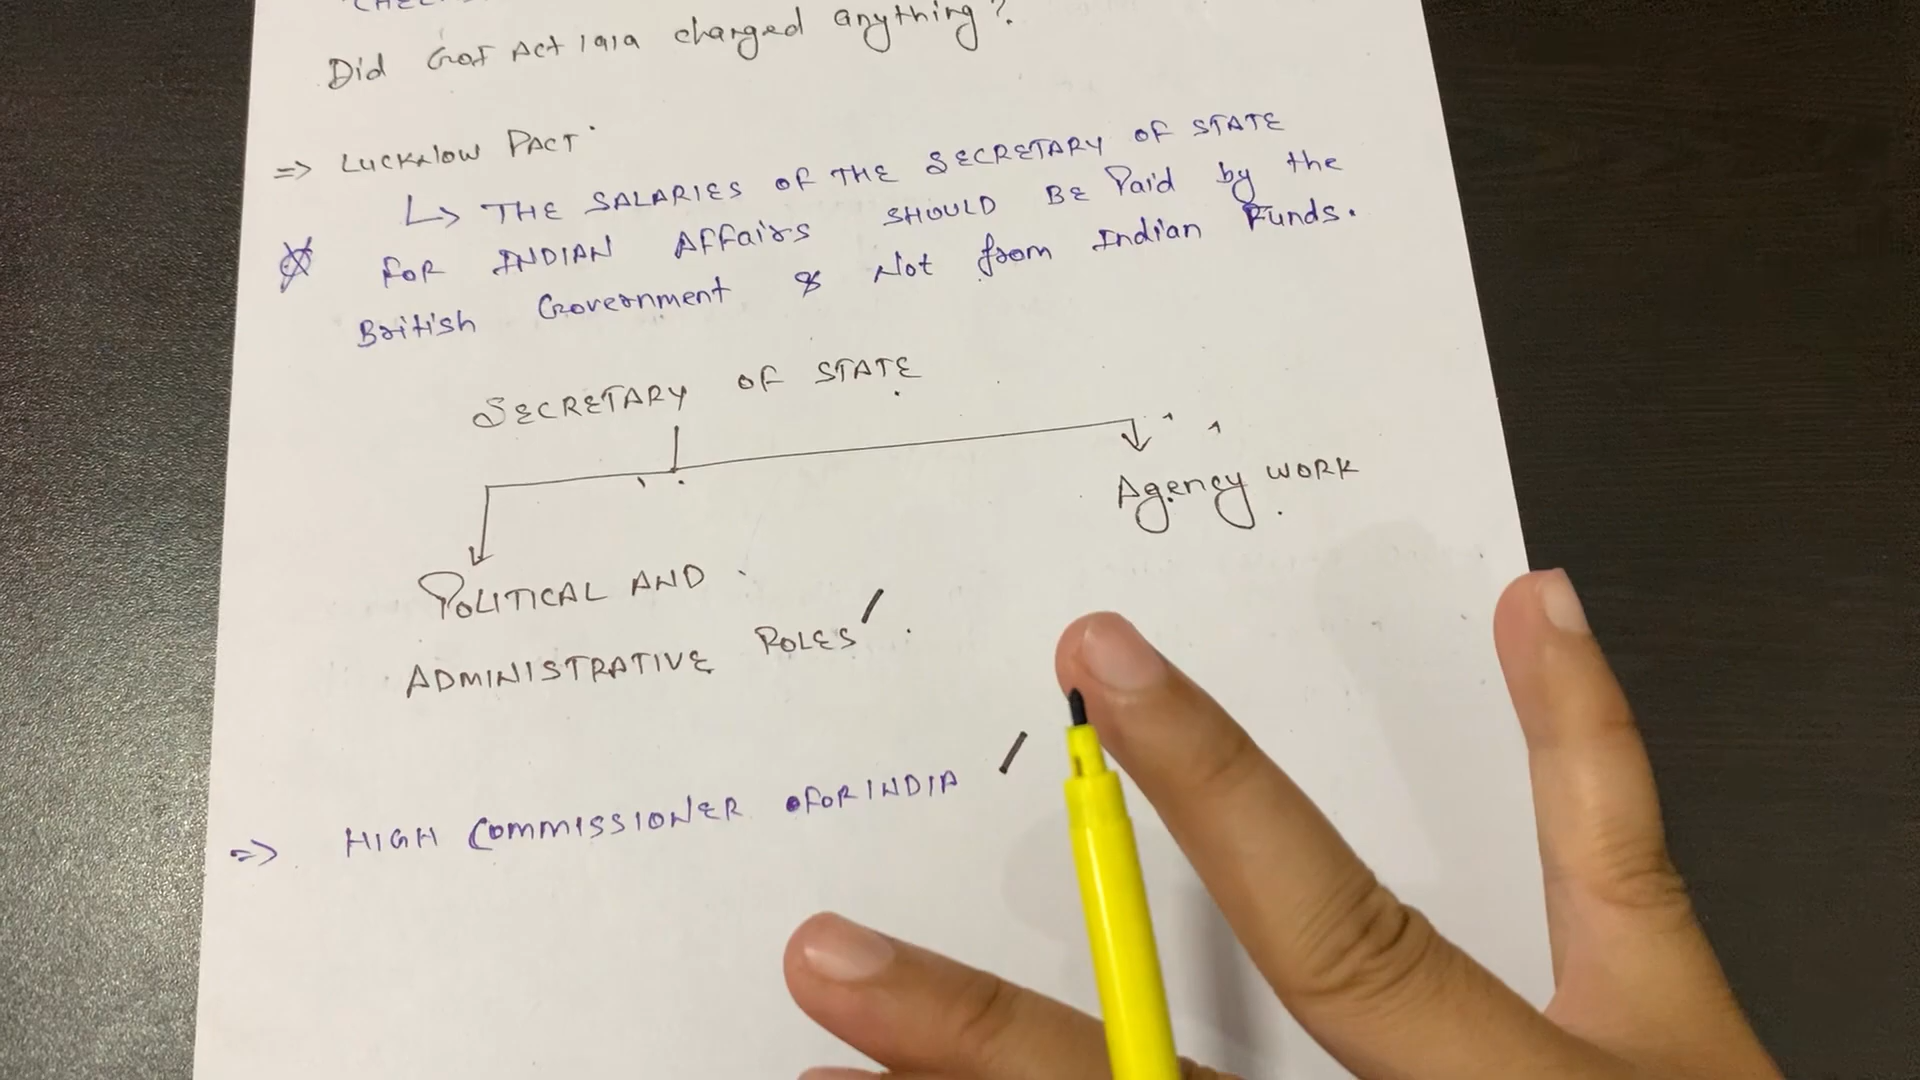 Did GoI Act 1919 changed anything?
=> LUCKNOW PACT
THE SALARIES OF THE SECRETARY OF STATE
FOR INDIAN AFFairs SHOULD BE Paid by the
British Government & Not from Indian Funds.
SECRETARY OF STATE
Agency WORK
POLITICAL AND
ADMINISTRATIVE ROLES
=> HIGH COMMISSIONER FOR INDIA